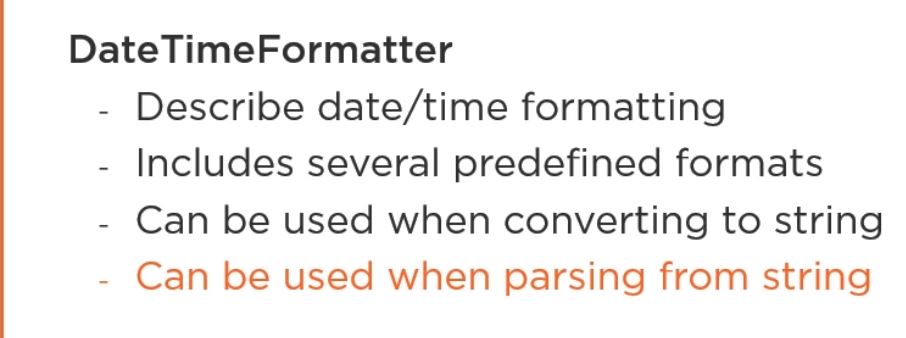 DateTimeFormatter
- Describe date/time formatting
- Includes several predefined formats
- Can be used when converting to string
- Can be used when parsing from string